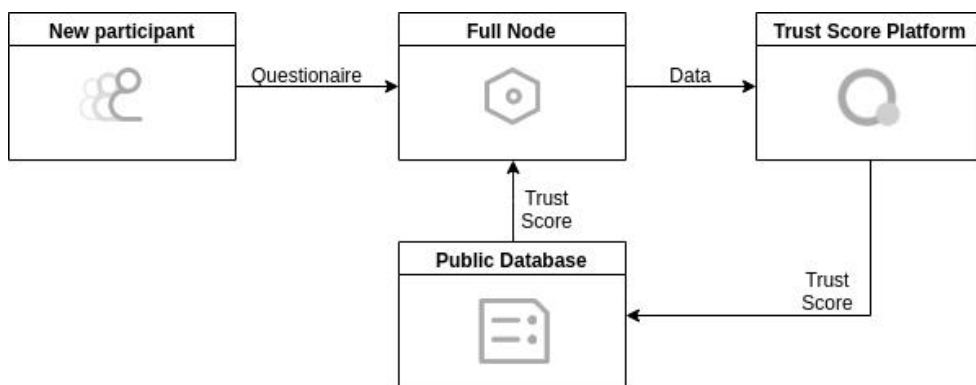 New participant
Full Node
Trust Score Platform
Questionaire
Data
Trust
Score
Public Database
Trust
Score